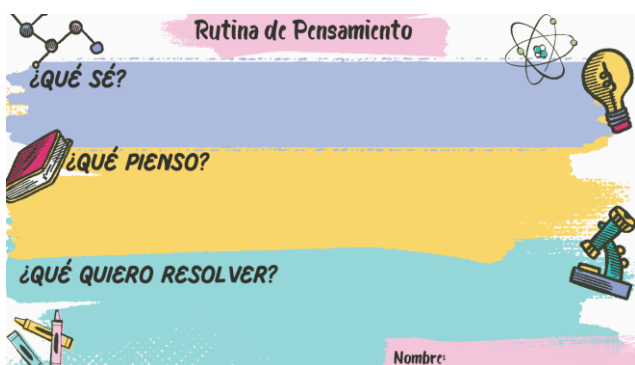 Rutina de Pensamiento
¿QUÉ SÉ?
¿QUÉ PIENSO?
¿QUÉ QUIERO RESOLVER?
Nombre: